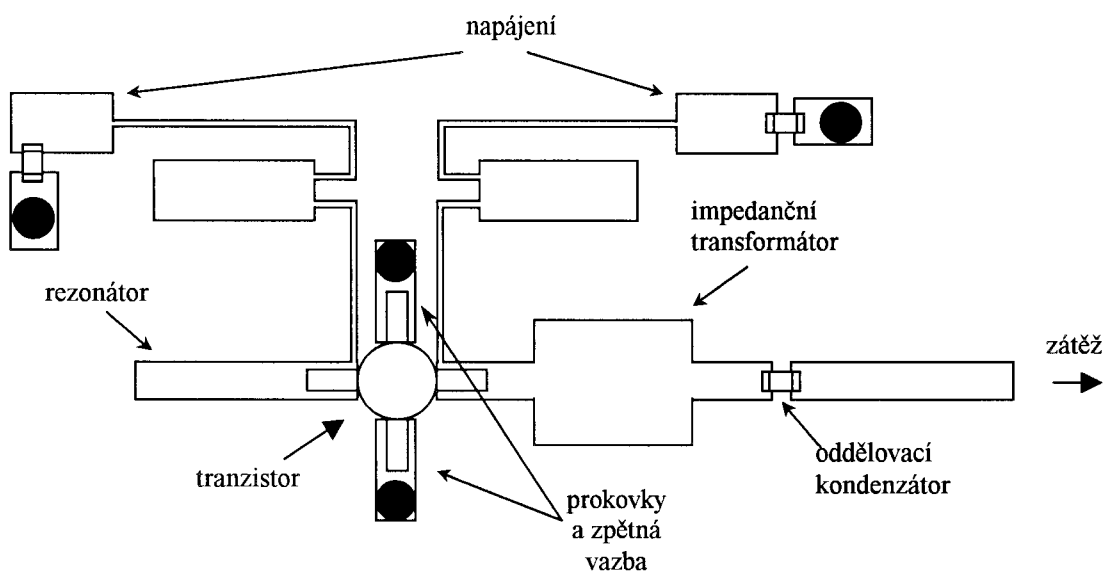 napájení
impedanční
transformátor
rezonátor
zátěž
tranzistor
oddělovací
kondenzátor
prokovky
a zpětná
vazba